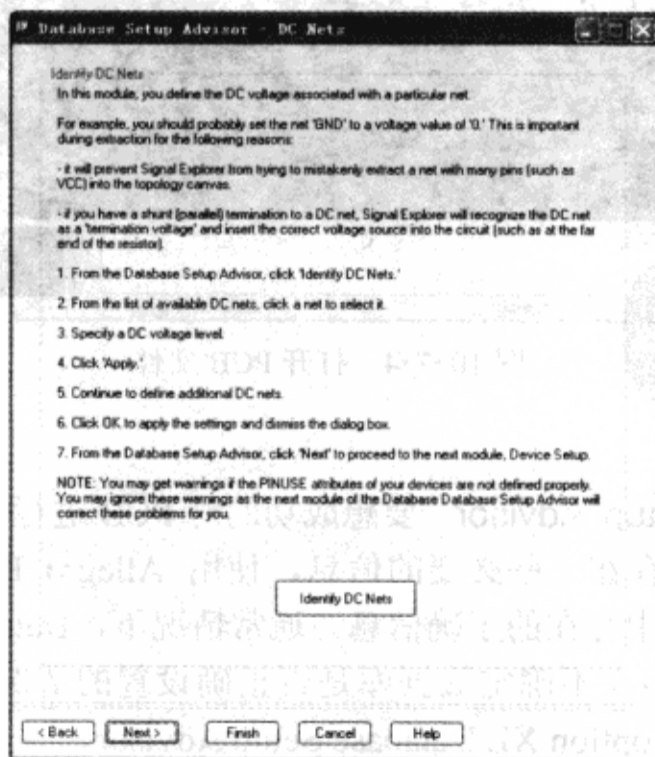 Database Setup Advisor - DC Nets
Identify DC Nets
In this module, you define the DC voltage associated with a particular net.
For example, you should probably set the net 'GND' to a voltage value of '0.' This is important
during extraction for the following reasons:
- it will prevent Signal Explorer from trying to mistakenly extract a net with many pins (such as
VCC) into the topology canvas.
- if you have a shunt (parallel) termination to a DC net, Signal Explorer will recognize the DC net
as a 'termination voltage' and insert the correct voltage source into the circuit (such as at the far
end of the resistor).
1. From the Database Setup Advisor, click 'Identify DC Nets.'
2. From the list of available DC nets, click a net to select it.
3. Specify a DC voltage level.
4. Click 'Apply.'
5. Continue to define additional DC nets.
6. Click OK to apply the settings and dismiss the dialog box.
7. From the Database Setup Advisor, click 'Next' to proceed to the next module, Device Setup.
NOTE: You may get warnings if the PINUSE attributes of your devices are not defined properly.
You may ignore these warnings as the next module of the Database Database Setup Advisor will
correct these problems for you.
Identify DC Nets
< Back Next > Finish Cancel Help